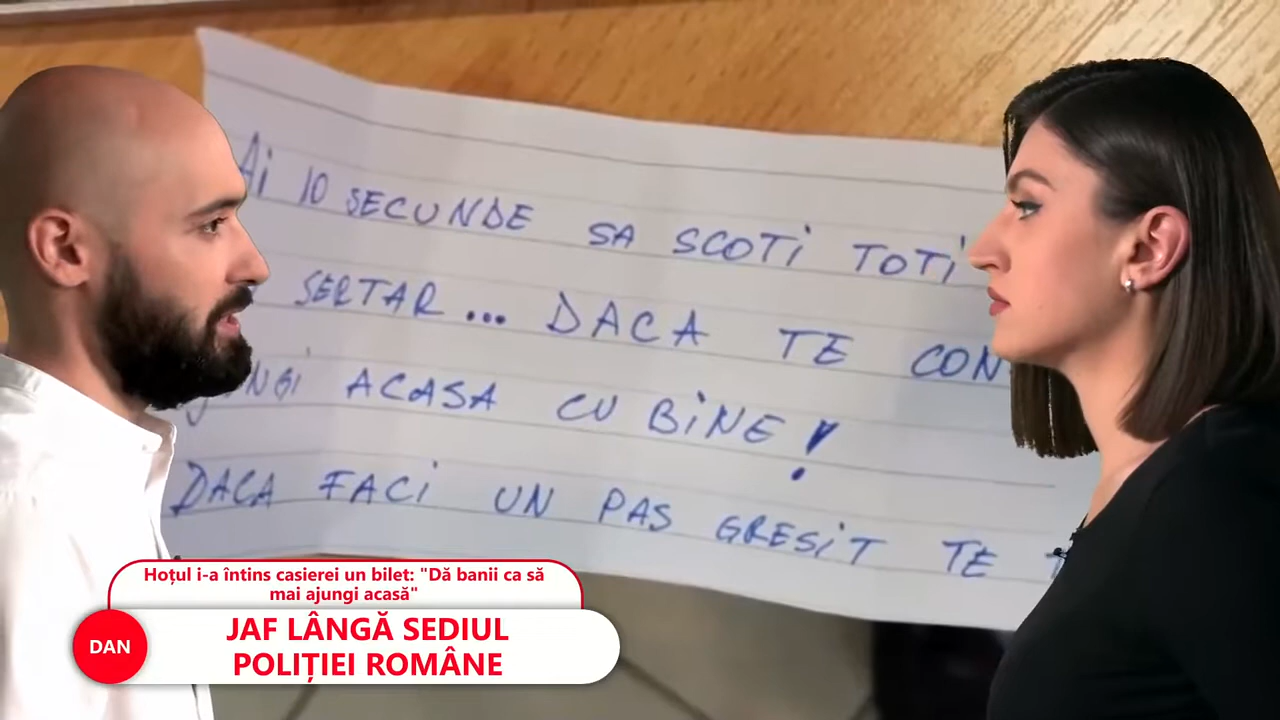 Ai 10 SECUNDE SA SCOTI TOTI
SERTAR... DACA TE CON
ACASA CU BINE!
DACA FACI UN PAS GRESIT TE
Hoțul i-a întins casierei un bilet: "Dă banii ca să
mai ajungi acasă"
DAN
JAF LÂNGĂ SEDIUL
POLIȚIEI ROMÂNE